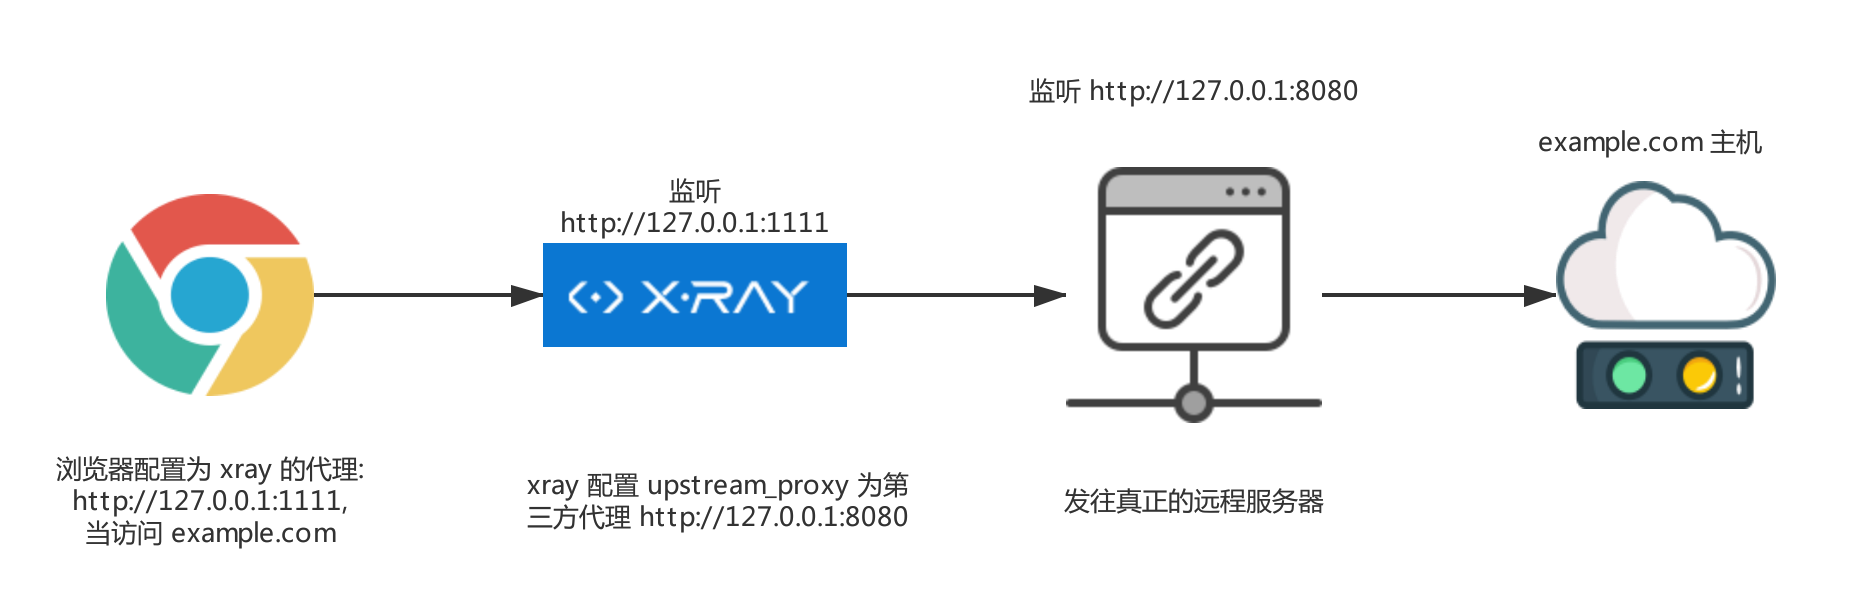 监听 http://127.0.0.1:8080
example.com 主机
监听
http://127.0.0.1:1111
X-RAY
浏览器配置为 xray 的代理:
http://127.0.0.1:1111,
当访问 example.com
xray 配置 upstream_proxy 为第
三方代理 http://127.0.0.1:8080
发往真正的远程服务器